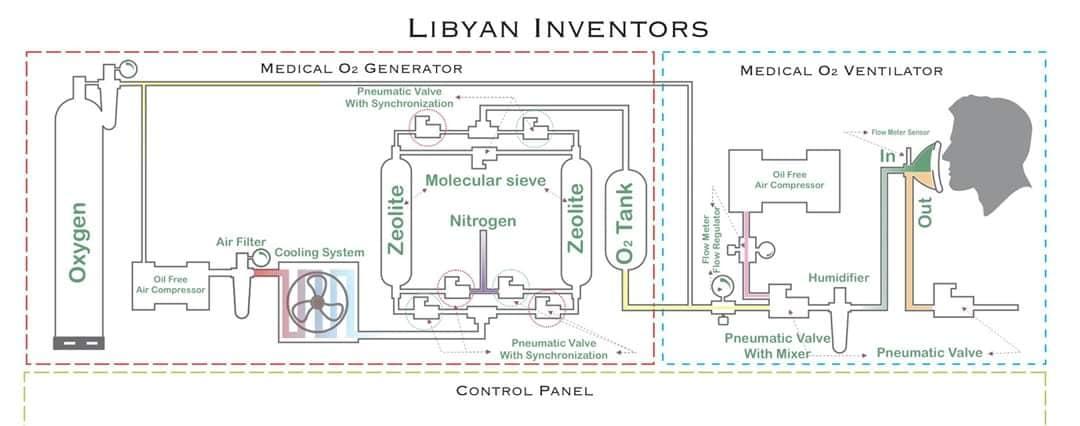 LIBYAN INVENTORS
MEDICAL O2 GENERATOR
MEDICAL O2 VENTILATOR
Pneumatic Valve
With Synchronization
Flow Meter Sensor
In
Out
Oil Free
Air Compressor
Molecular sieve
Zeolite
Zeolite
Nitrogen
O2 Tank
Oxygen
Air Filter
Cooling System
Oil Free
Air Compressor
Flow Meter
Flow Regulator
Humidifier
Pneumatic Valve
With Synchronization
Pneumatic Valve
With Mixer
Pneumatic Valve
CONTROL PANEL